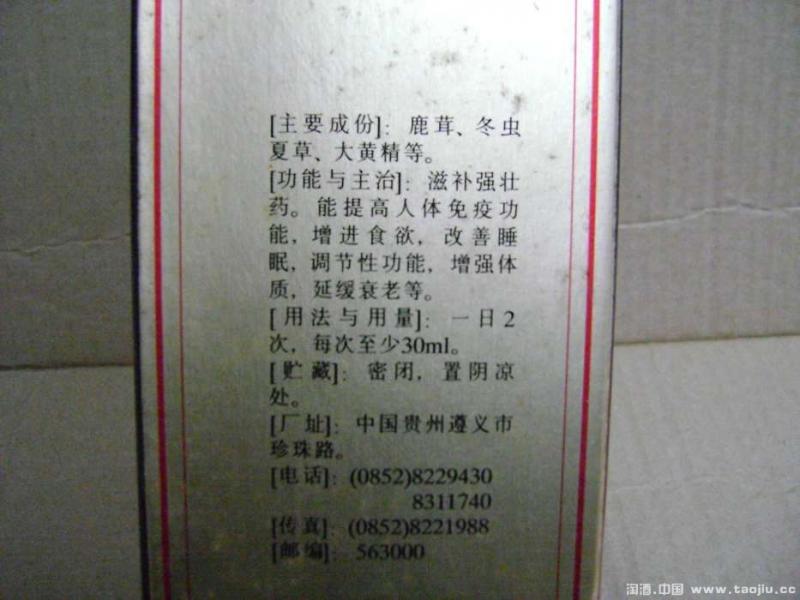 [主要成份]：鹿茸、冬虫
夏草、大黄精等。
[功能与主治]：滋补强壮
药。能提高人体免疫功
能，增进食欲，改善睡
眠，调节性功能，增强体
质，延缓衰老等。
[用法与用量]：一日2
次，每次至少30ml。
[贮藏]：密闭，置阴凉
处。
[厂址]：中国贵州遵义市
珍珠路。
[电话]：(0852)8229430
8311740
[传真]：(0852)8221988
[邮编]：563000
淘酒.中国 www.taojiu.cc